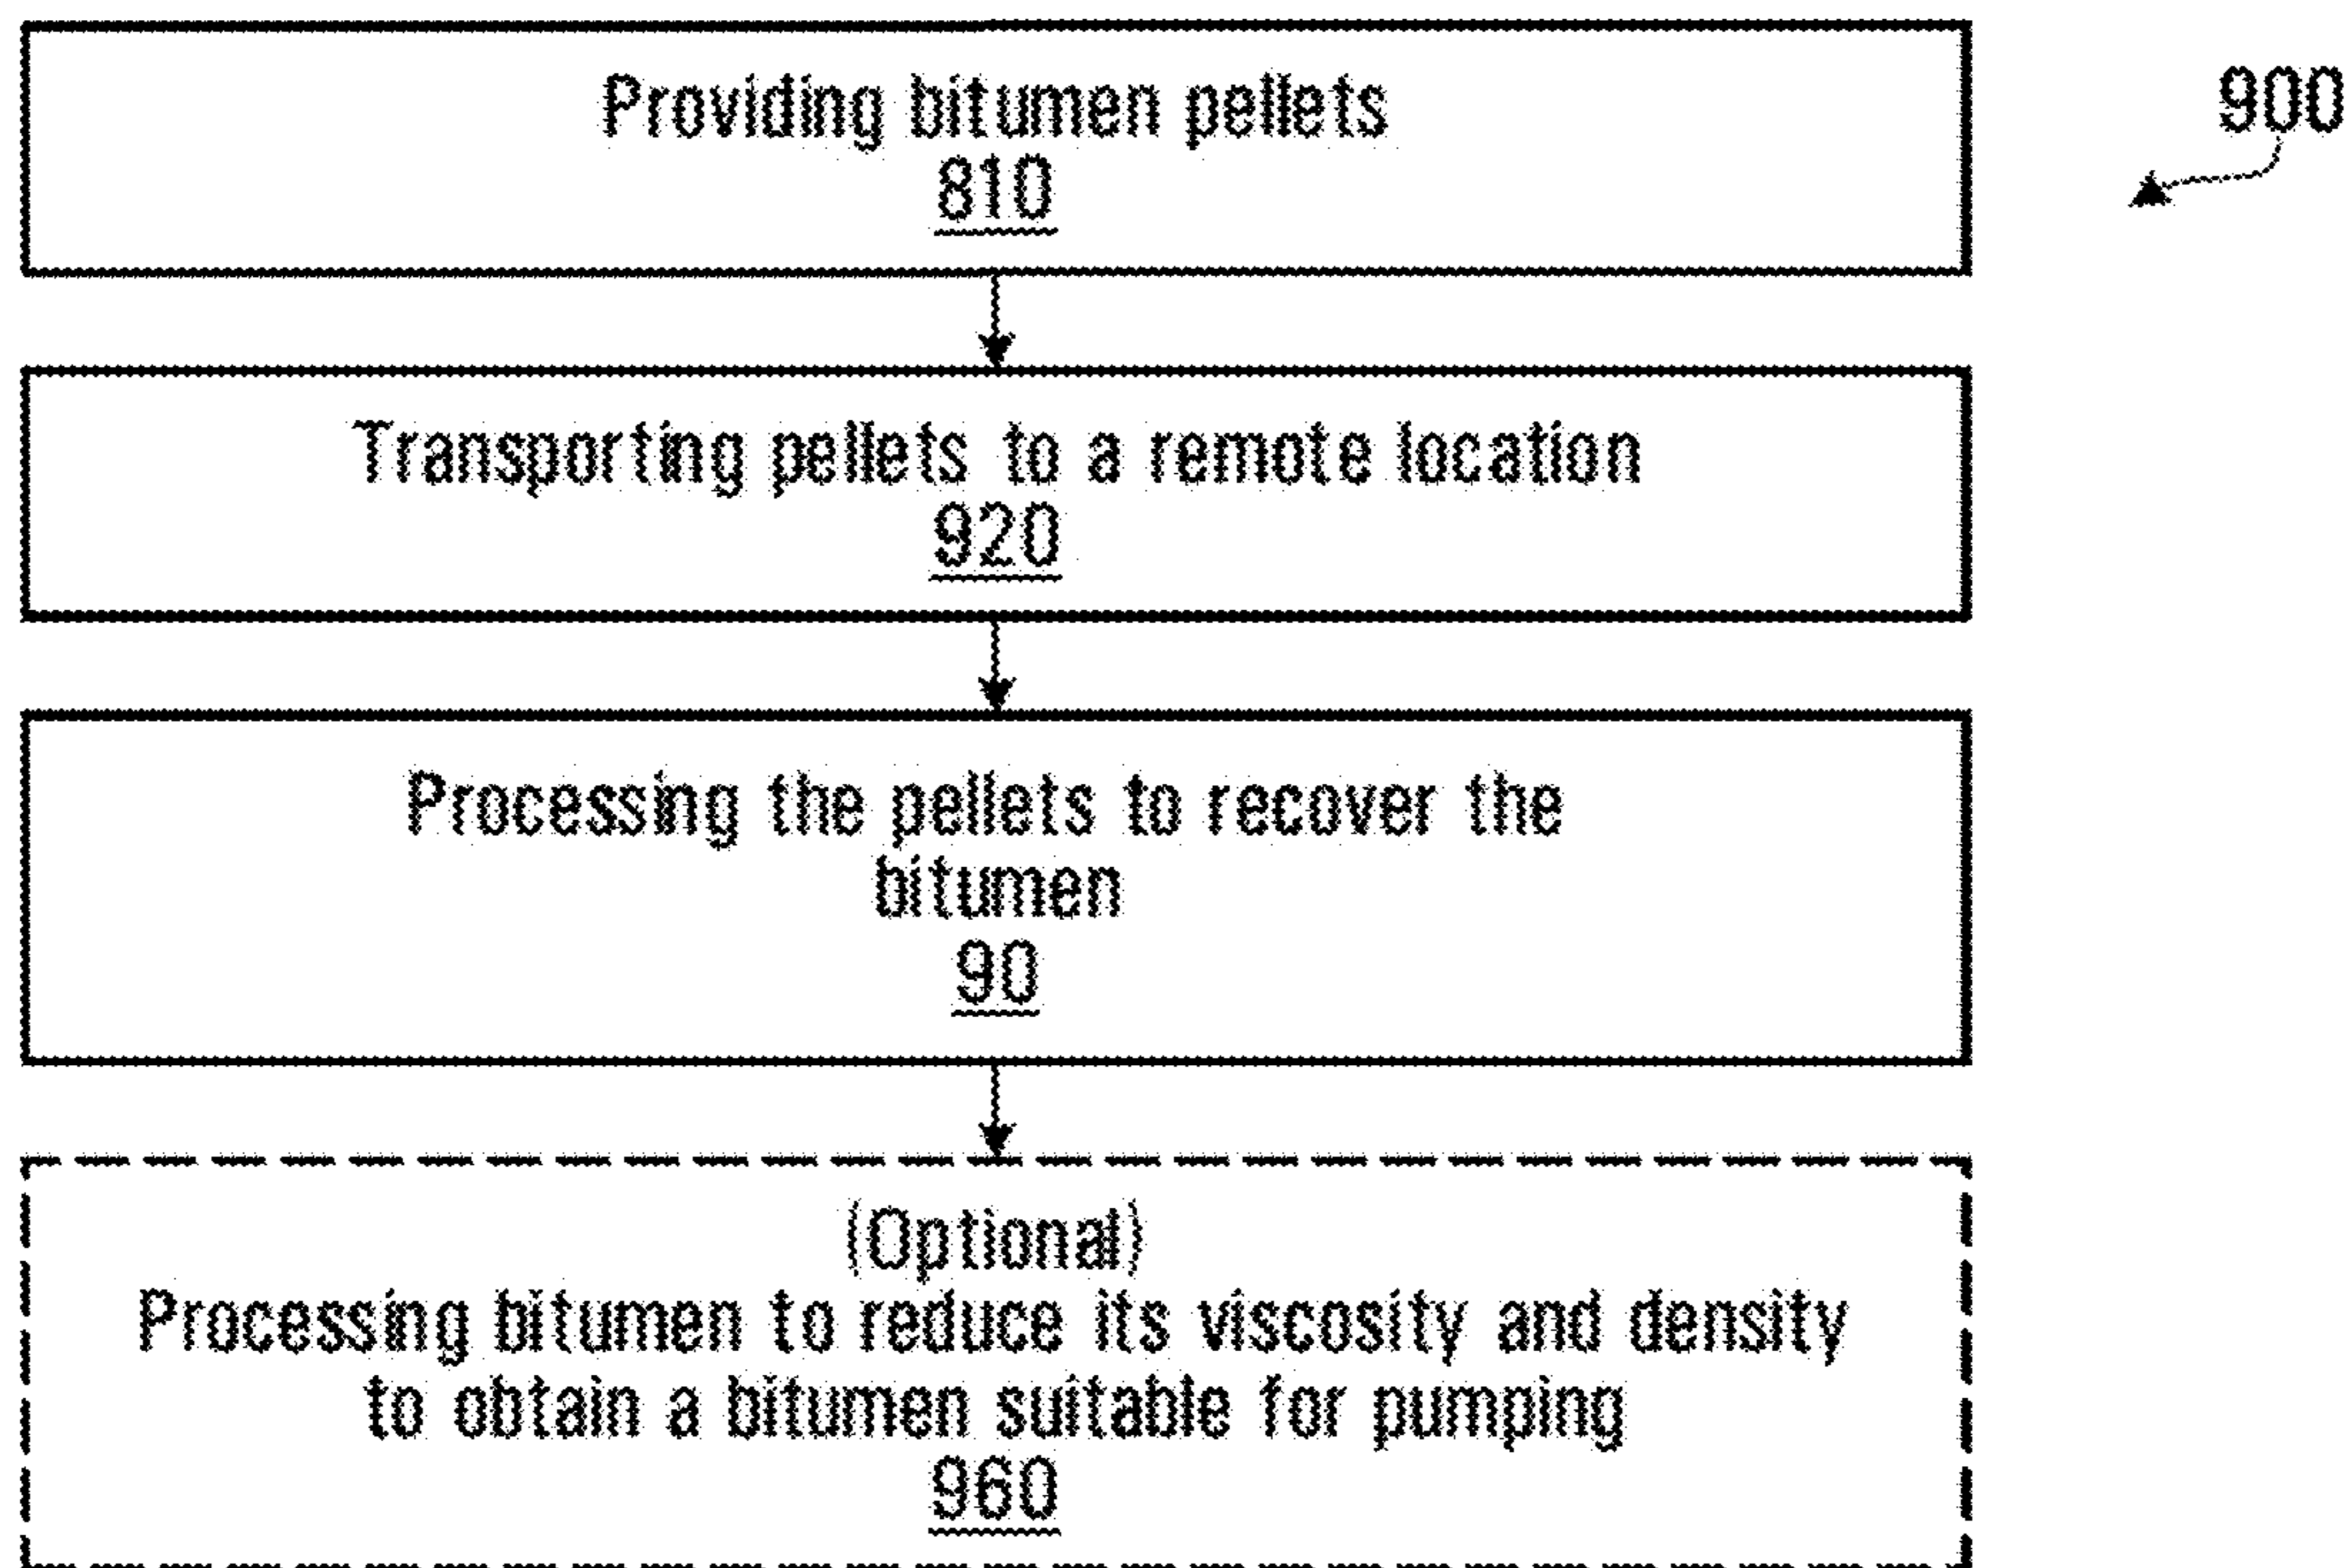 Providing bitumen pellets
810
900
Transporting pellets to a remote location
920
Processing the pellets to recover the
bitumen
90
(Optional)
Processing bitumen to reduce its viscosity and density
to obtain a bitumen suitable for pumping
960